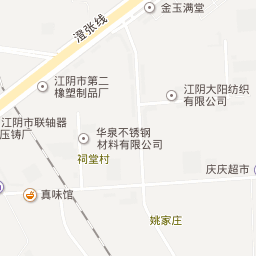 金玉满堂
湿张线
江阴市第二
橡塑制品厂
江阴大阳纺织
有限公司
江阴市联轴器
压铸厂
华泉不锈钢
材料有限公司
祠堂村
庆庆超市
真味馆
姚家庄